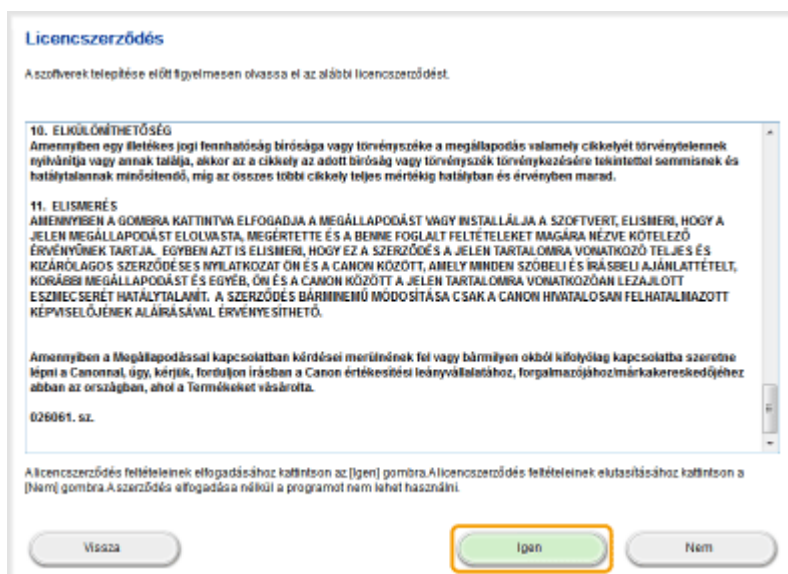 Licencszerződés
A szoftverek telepítése előtt figyelmesen olvassa el az alábbi licencszerződést.
10. ELKÜLÖNÍTHETŐSÉG
Amennyiben egy illetékes jogi fennhatóság bírósága vagy törvényszéke a megállapodás valamely cikkelyét törvénytelennek
nyilvánítja vagy annak találja, akkor az a cikkely az adott bíróság vagy törvényszék törvénykezésére tekintettel semmisnek és
hatálytalannak minősítendő, míg az összes többi cikkely teljes mértékig hatályban és érvényben marad.
11. ELISMERÉS
AMENNYIBEN A GOMBRA KATTINTVA ELFOGADJA A MEGÁLLAPODÁST VAGY INSTALLÁLJA A SZOFTVERT, ELISMERI, HOGY A
JELEN MEGÁLLAPODÁST ELOLVASTA, MEGÉRTETTE ÉS A BENNE FOGLALT FELTÉTELEKET MAGÁRA NÉZVE KÖTELEZŐ
ÉRVÉNYŰNEK TARTJA. EGYBEN AZT IS ELISMERI, HOGY EZ A SZERZŐDÉS A JELEN TARTALOMRA VONATKOZÓ TELJES ÉS
KIZÁRÓLAGOS SZERZŐDÉSES NYILATKOZAT ÖN ÉS A CANON KÖZÖTT, AMELY MINDEN SZÓBELI ÉS ÍRÁSBELI AJÁNLATTÉTELT,
KORÁBBI MEGÁLLAPODÁST ÉS EGYÉB, ÖN ÉS A CANON KÖZÖTT A JELEN TARTALOMRA VONATKOZÓAN LEZAJLOTT
ESZMECSERÉT HATÁLYTALANÍT. A SZERZŐDÉS BÁRMINEMŰ MÓDOSÍTÁSA CSAK A CANON HIVATALOSAN FELHATALMAZOTT
KÉPVISELŐJÉNEK ALÁÍRÁSÁVAL ÉRVÉNYESÍTHETŐ.
Amennyiben a Megállapodással kapcsolatban kérdései merülnének fel vagy bármilyen okból kifolyólag kapcsolatba szeretne
lépni a Canonnal, úgy, kérjük, forduljon írásban a Canon értékesítési leányvállalatához, forgalmazójához/márkakereskedőjéhez
abban az országban, ahol a Termékeket vásárolta.
026061. sz.
A licencszerződés feltételeinek elfogadásához kattintson az [Igen] gombra.A licencszerződés feltételeinek elutasításához kattintson a
[Nem] gombra.A szerződés elfogadása nélkül a programot nem lehet használni.
Vissza Igen Nem